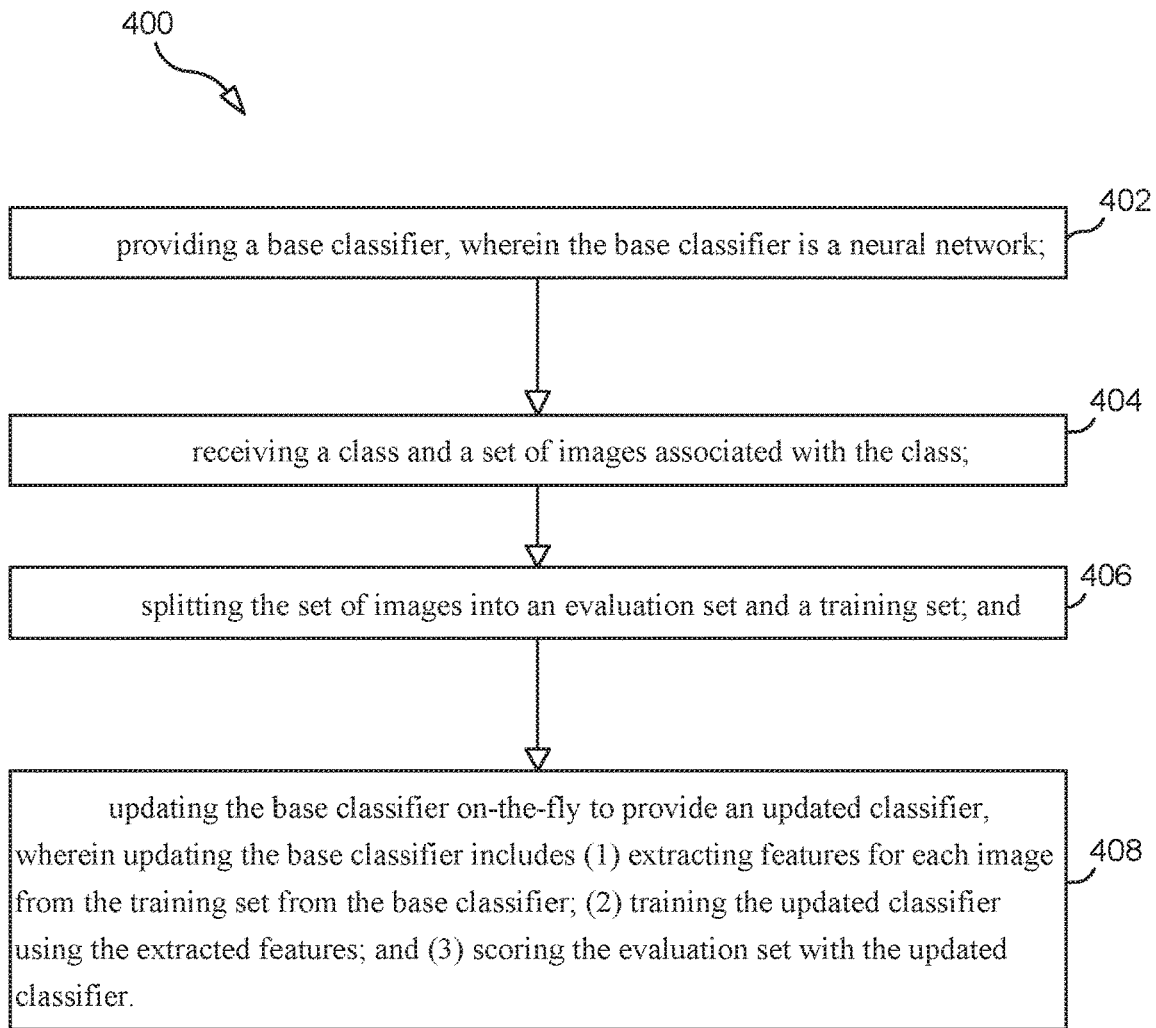 400
402
providing a base classifier, wherein the base classifier is a neural network;
404
receiving a class and a set of images associated with the class;
406
splitting the set of images into an evaluation set and a training set; and
updating the base classifier on-the-fly to provide an updated classifier,
wherein updating the base classifier includes (1) extracting features for each image
408
from the training set from the base classifier; (2) training the updated classifier
using the extracted features; and (3) scoring the evaluation set with the updated
classifier.